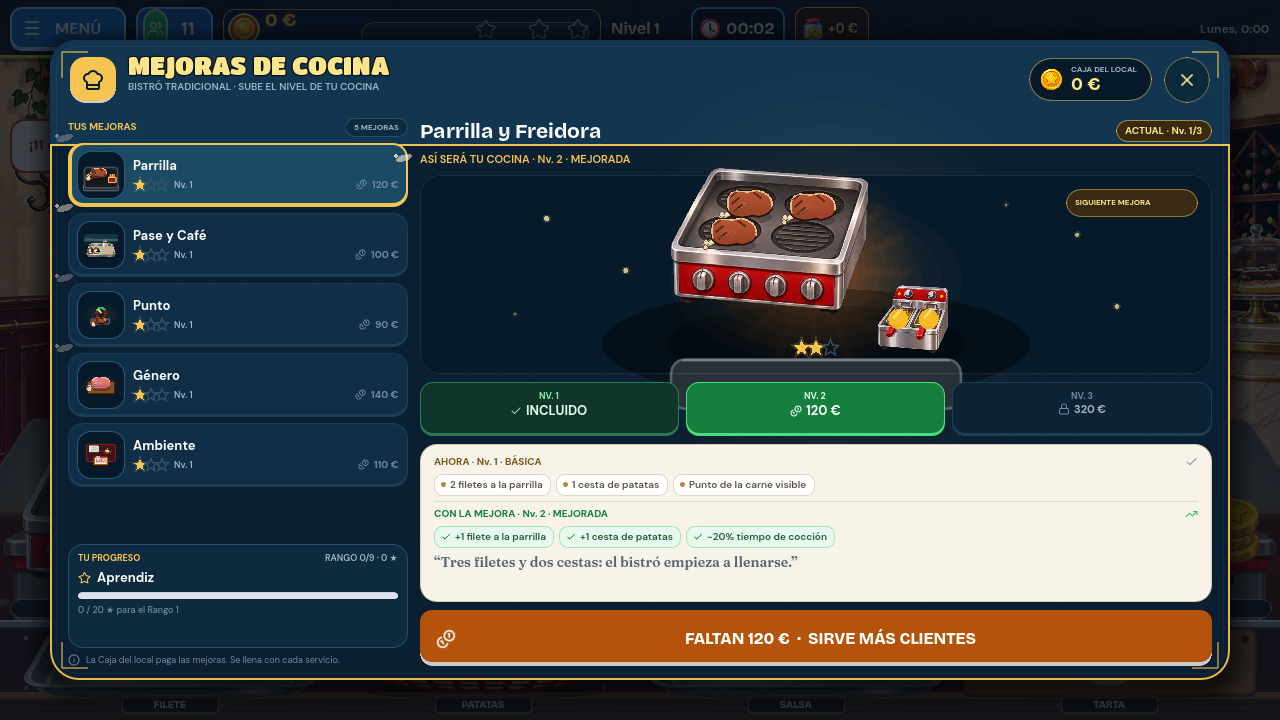 MENÚ
11
0 €
Nivel 1
00:02
+0 €
Lunes, 0:00
MEJORAS DE COCINA
BISTRÓ TRADICIONAL · SUBE EL NIVEL DE TU COCINA
CAJA DEL LOCAL
0 €
TUS MEJORAS
5 MEJORAS
Parrilla
Nv. 1
120 €
Pase y Café
Nv. 1
100 €
Punto
Nv. 1
90 €
Género
Nv. 1
140 €
Ambiente
Nv. 1
110 €
TU PROGRESO
RANGO 0/9 · 0 ★
Aprendiz
0 / 20 ★ para el Rango 1
La Caja del local paga las mejoras. Se llena con cada servicio.
Parrilla y Freidora
ACTUAL · Nv. 1/3
ASÍ SERÁ TU COCINA · Nv. 2 · MEJORADA
SIGUIENTE MEJORA
NV. 1
INCLUIDO
NV. 2
120 €
NV. 3
320 €
AHORA · Nv. 1 · BÁSICA
2 filetes a la parrilla
1 cesta de patatas
Punto de la carne visible
CON LA MEJORA · Nv. 2 · MEJORADA
+1 filete a la parrilla
+1 cesta de patatas
−20% tiempo de cocción
“Tres filetes y dos cestas: el bistró empieza a llenarse.”
FALTAN 120 € · SIRVE MÁS CLIENTES
FILETE
PATATAS
SALSA
TARTA